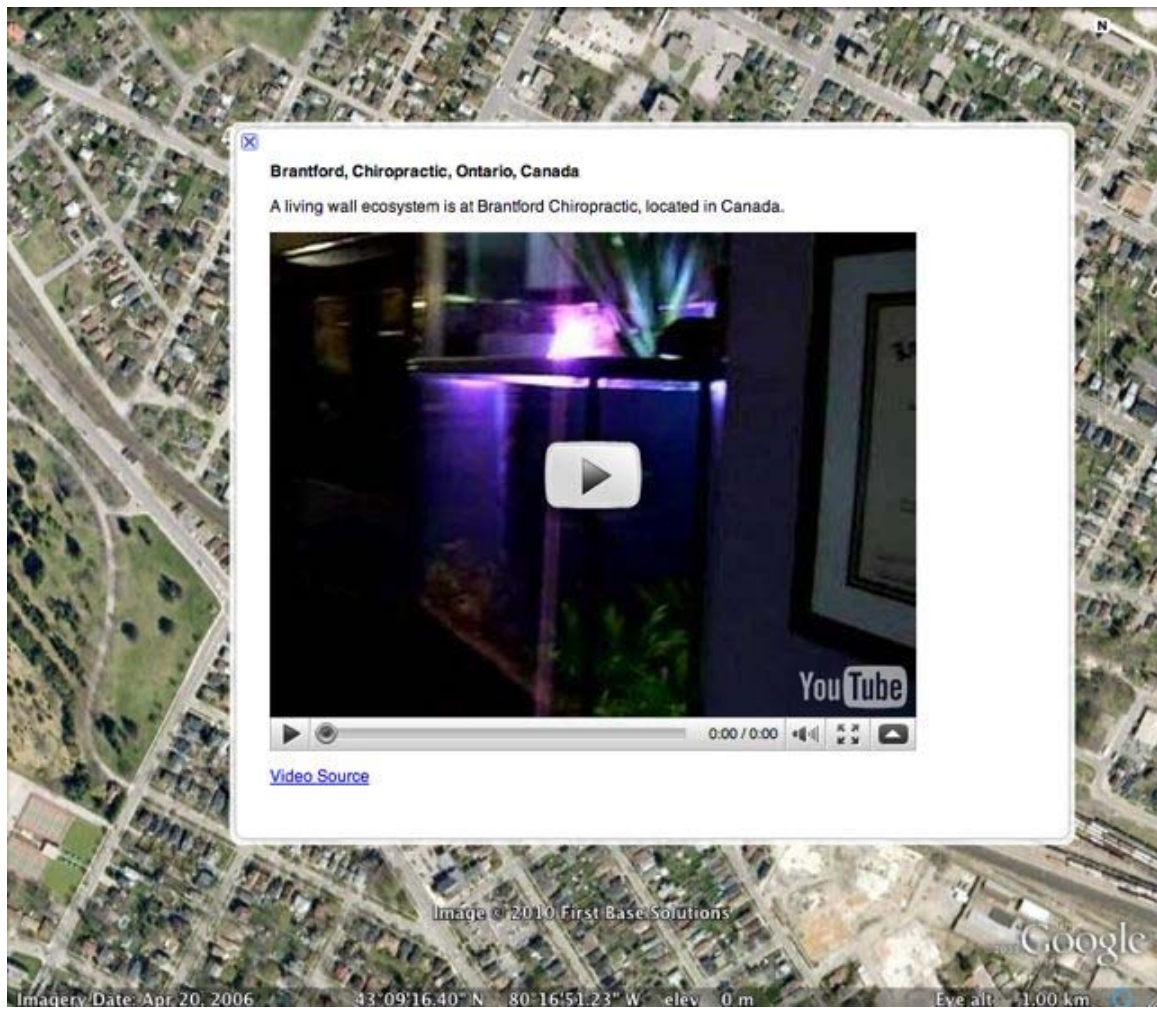 N
Brantford, Chiropractic, Ontario, Canada
A living wall ecosystem is at Brantford Chiropractic, located in Canada.
YouTube
0:00 / 0:00
Video Source
Image © 2010 First Base Solutions
Google
Imagery Date: Apr 20, 2006 43°09'16.40" N 80°16'51.23" W elev 0 m Eye alt 1.00 km